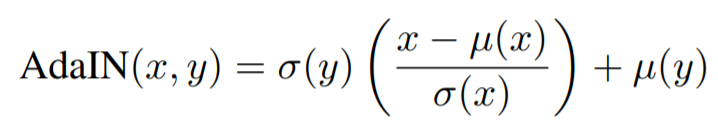 AdaIN(x, y) = σ(y) ( (x − μ(x)) / σ(x) ) + μ(y)